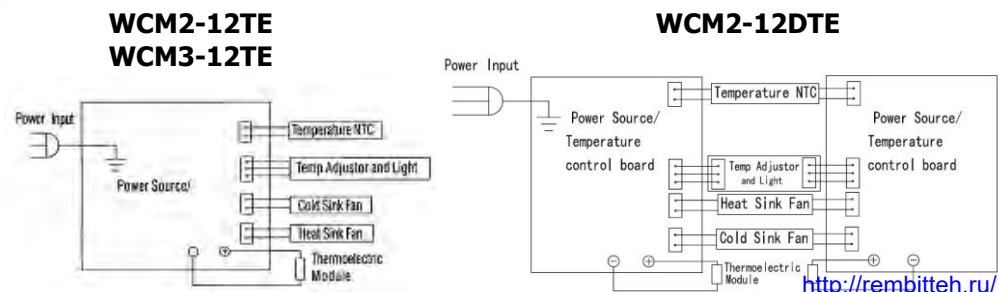 WCM2-12TE
WCM3-12TE
Power Input
Power Source/
Temperature NTC
Temp Adjustor and Light
Cold Sink Fan
Heat Sink Fan
Thermoelectric
Module
WCM2-12DTE
Power Input
Power Source/
Temperature
control board
Temperature NTC
Temp Adjustor
and Light
Heat Sink Fan
Cold Sink Fan
Thermoelectric
Module
Power Source/
Temperature
control board
http://rembitteh.ru/